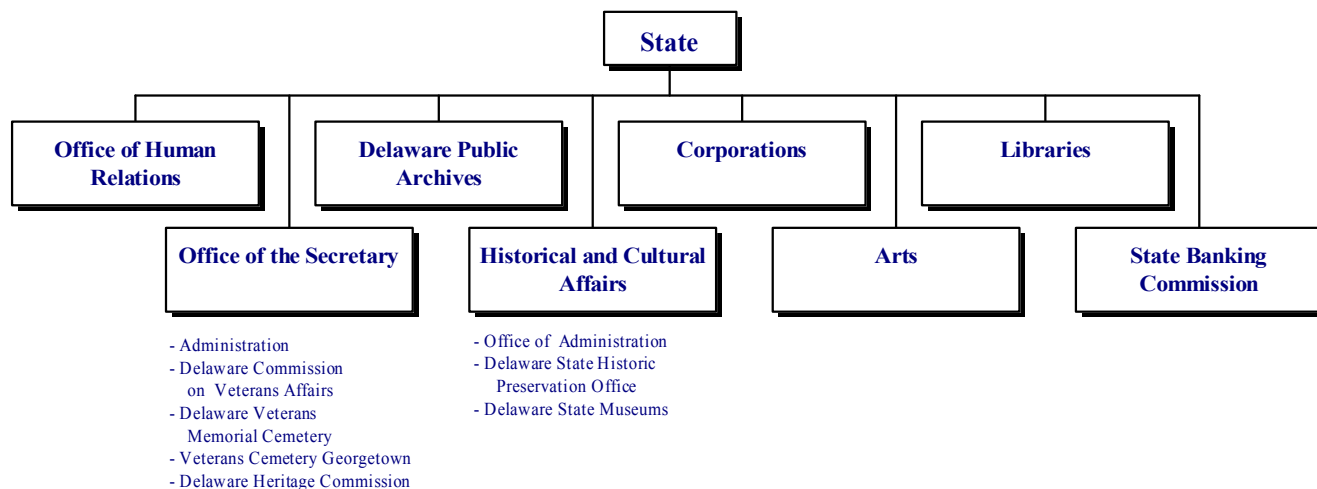 State
Office of Human
Relations
Delaware Public
Archives
Corporations
Libraries
Office of the Secretary
Historical and Cultural
Affairs
Arts
State Banking
Commission
- Administration
- Delaware Commission
on Veterans Affairs
- Delaware Veterans
Memorial Cemetery
- Veterans Cemetery Georgetown
- Delaware Heritage Commission
- Office of Administration
- Delaware State Historic
Preservation Office
- Delaware State Museums